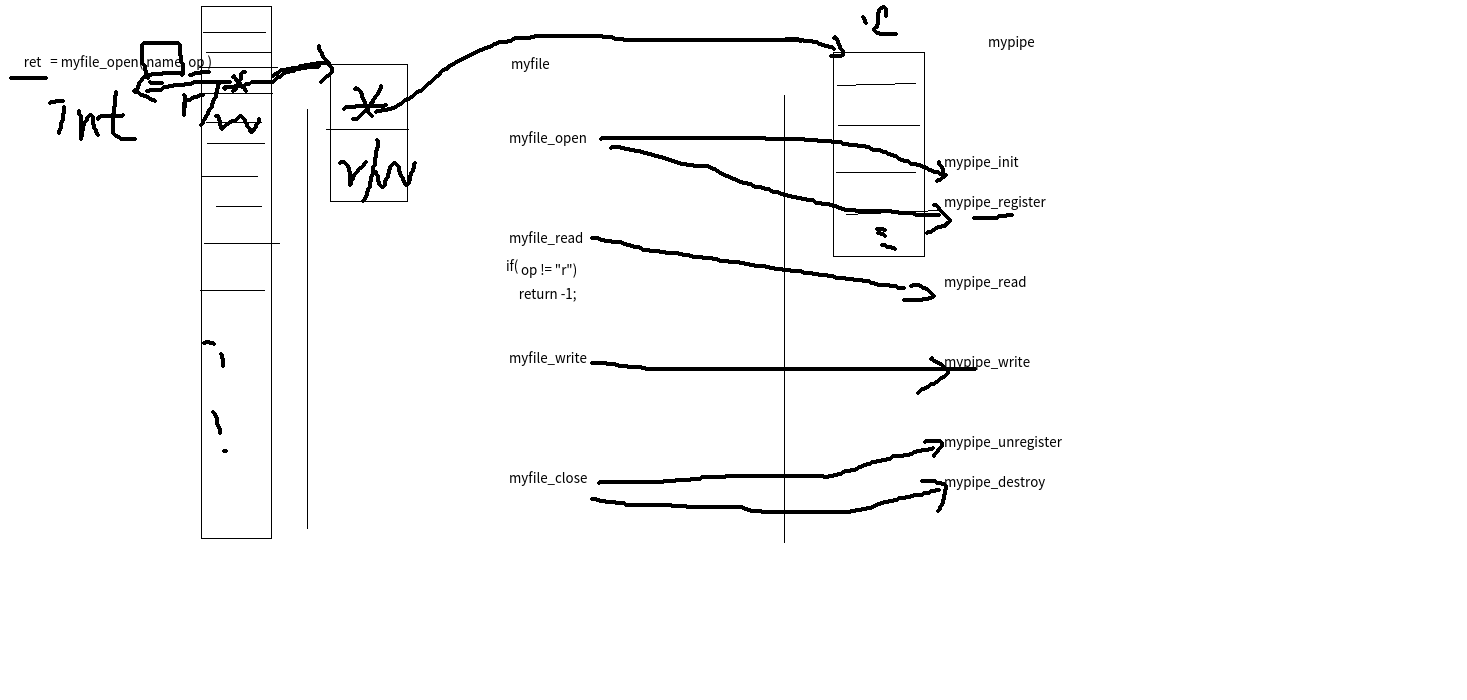 mypipe
myfile
ret = myfile_open(name, op)
int
r/w
r/w
myfile_open
mypipe_init
mypipe_register
myfile_read
if( op != "r")
return -1;
mypipe_read
myfile_write
mypipe_write
mypipe_unregister
myfile_close
mypipe_destroy